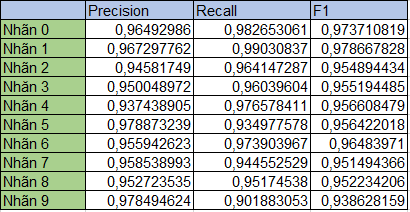 Precision Recall F1
Nhãn 0 0,96492986 0,982653061 0,973710819
Nhãn 1 0,967297762 0,99030837 0,978667828
Nhãn 2 0,94581749 0,964147287 0,954894434
Nhãn 3 0,950048972 0,96039604 0,955194485
Nhãn 4 0,937438905 0,976578411 0,956608479
Nhãn 5 0,978873239 0,934977578 0,956422018
Nhãn 6 0,955942623 0,973903967 0,96483971
Nhãn 7 0,958538993 0,944552529 0,951494366
Nhãn 8 0,952723535 0,95174538 0,952234206
Nhãn 9 0,978494624 0,901883053 0,938628159